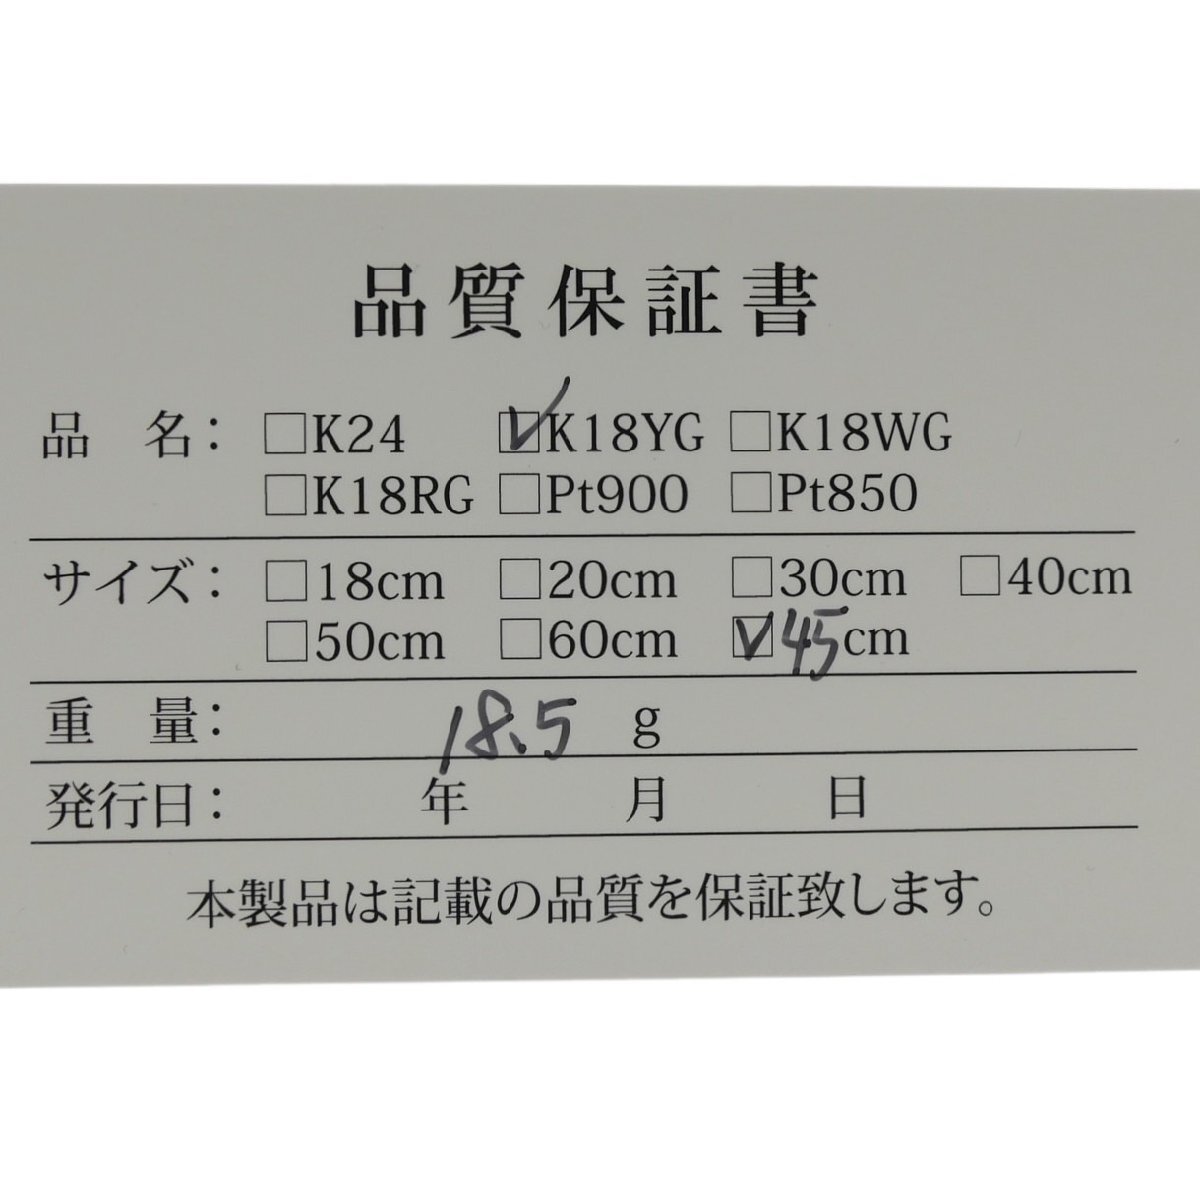 品質保証書
品 名： □K24 ☑K18YG □K18WG
□K18RG □Pt900 □Pt850
サイズ： □18cm □20cm □30cm □40cm
□50cm □60cm ☑45cm
重 量： 18.5 g
発行日： 年 月 日
本製品は記載の品質を保証致します。